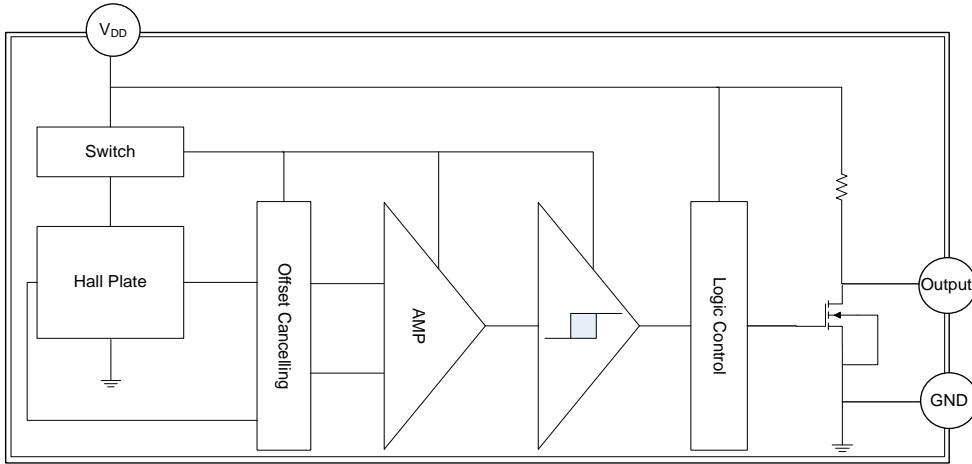 VDD
Switch
Hall Plate
Offset Cancelling
AMP
Logic Control
Output
GND